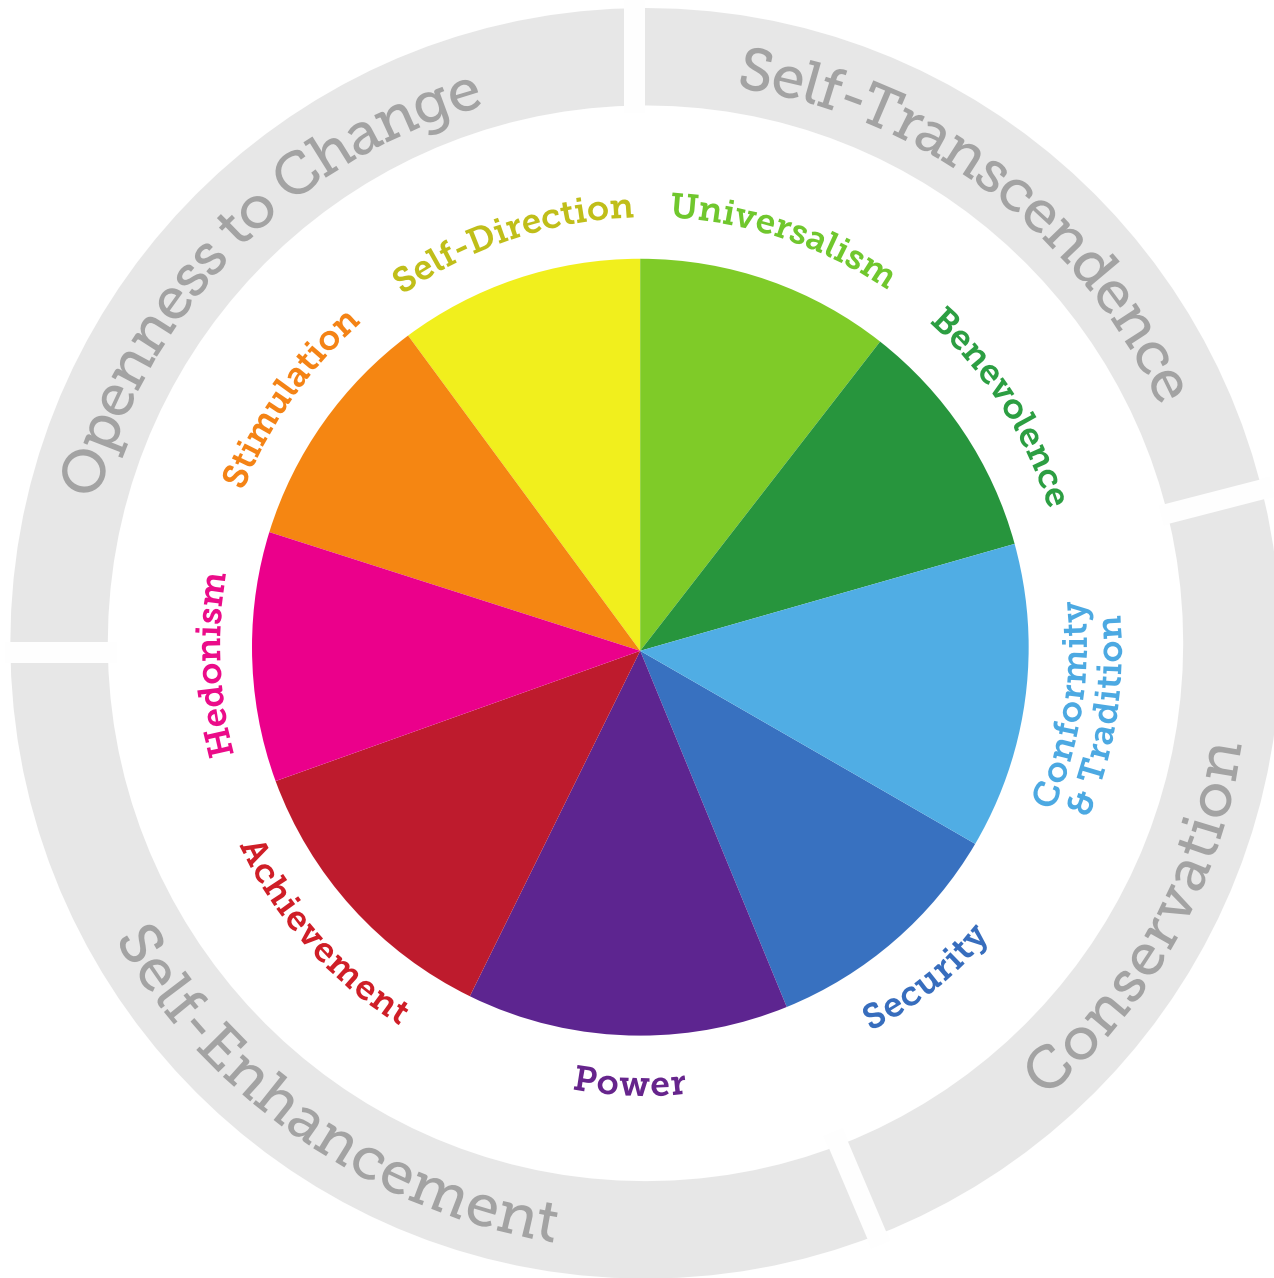 Openness to Change
Self-Transcendence
Conservation
Self-Enhancement
Self-Direction
Universalism
Benevolence
Conformity
& Tradition
Security
Power
Achievement
Hedonism
Stimulation